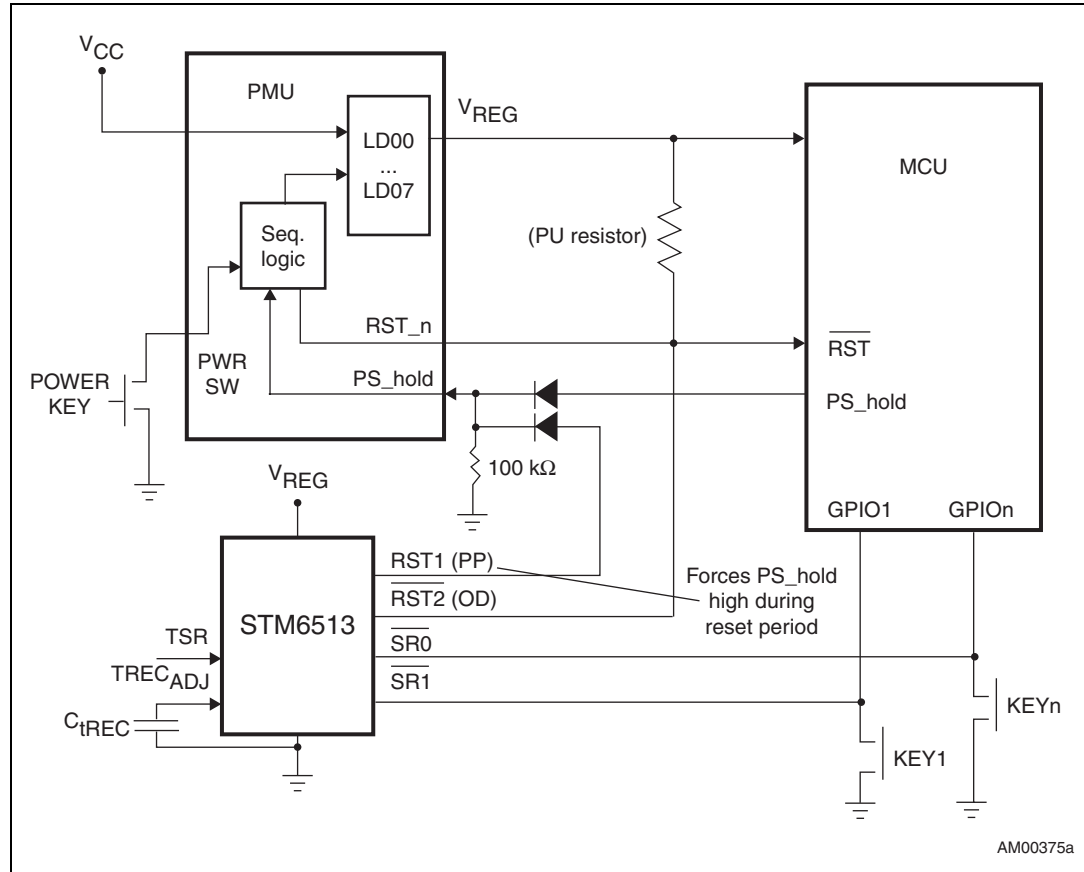 VCC
PMU
LD00
...
LD07
VREG
MCU
Seq.
logic
(PU resistor)
RST_n
RST
PWR
SW
POWER
KEY
PS_hold
PS_hold
100 kΩ
VREG
GPIO1
GPIOn
RST1 (PP)
Forces PS_hold
high during
reset period
RST2 (OD)
STM6513
TSR
SR0
TRECADJ
SR1
CtREC
KEYn
KEY1
AM00375a